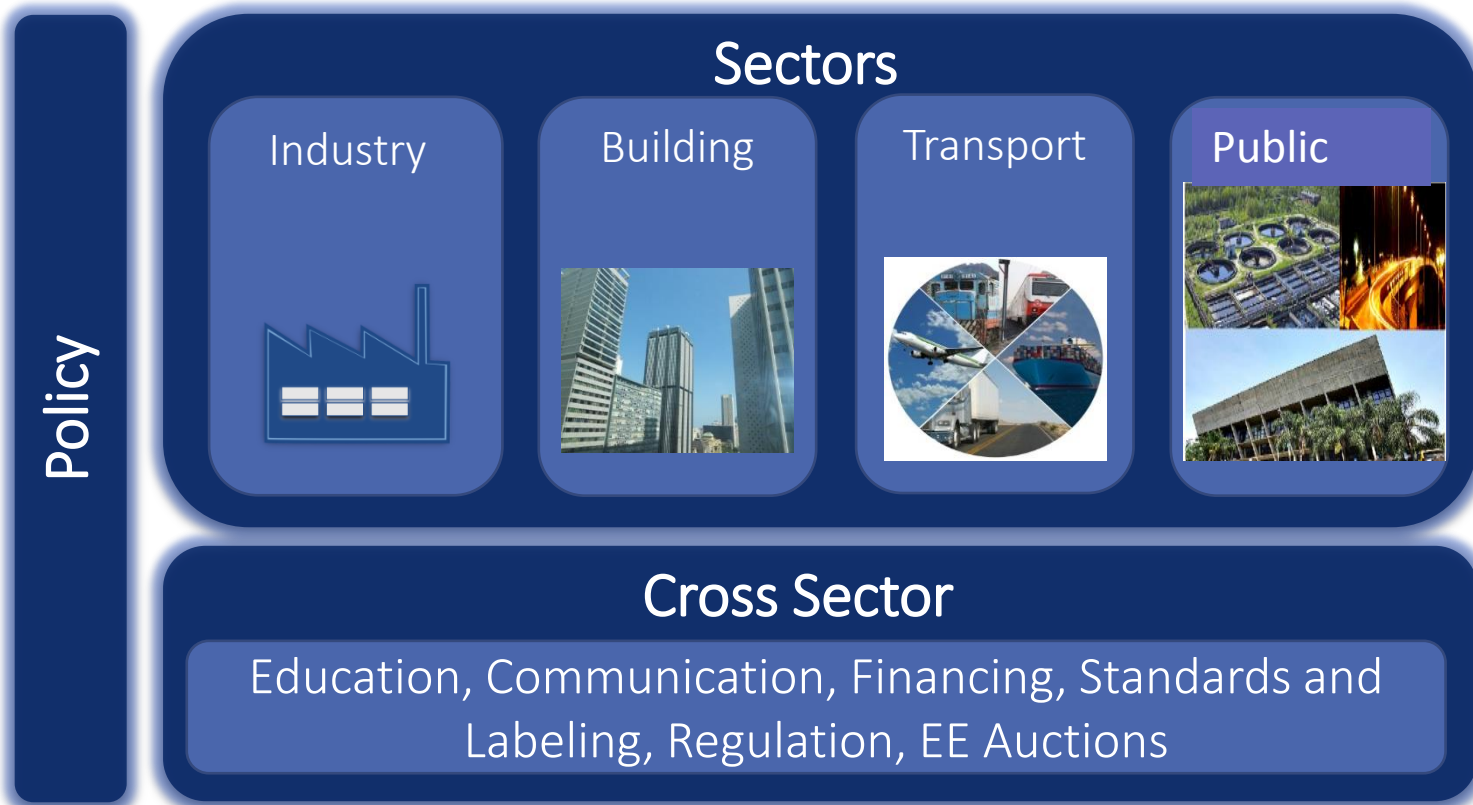 Policy
Sectors
Industry
Building
Transport
Public
Cross Sector
Education, Communication, Financing, Standards and
Labeling, Regulation, EE Auctions